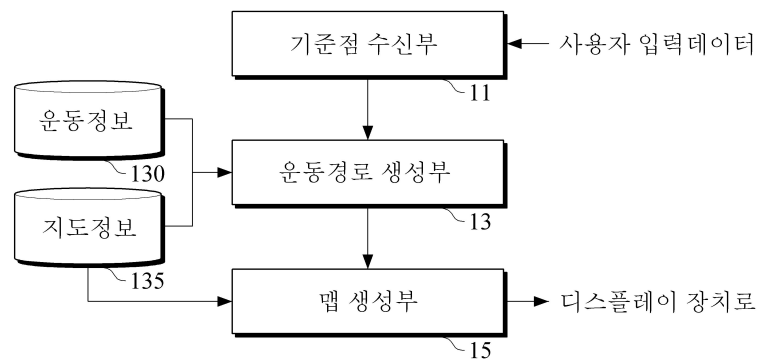 기준점 수신부
사용자 입력데이터
11
운동정보
130
운동경로 생성부
13
지도정보
135
맵 생성부
디스플레이 장치로
15